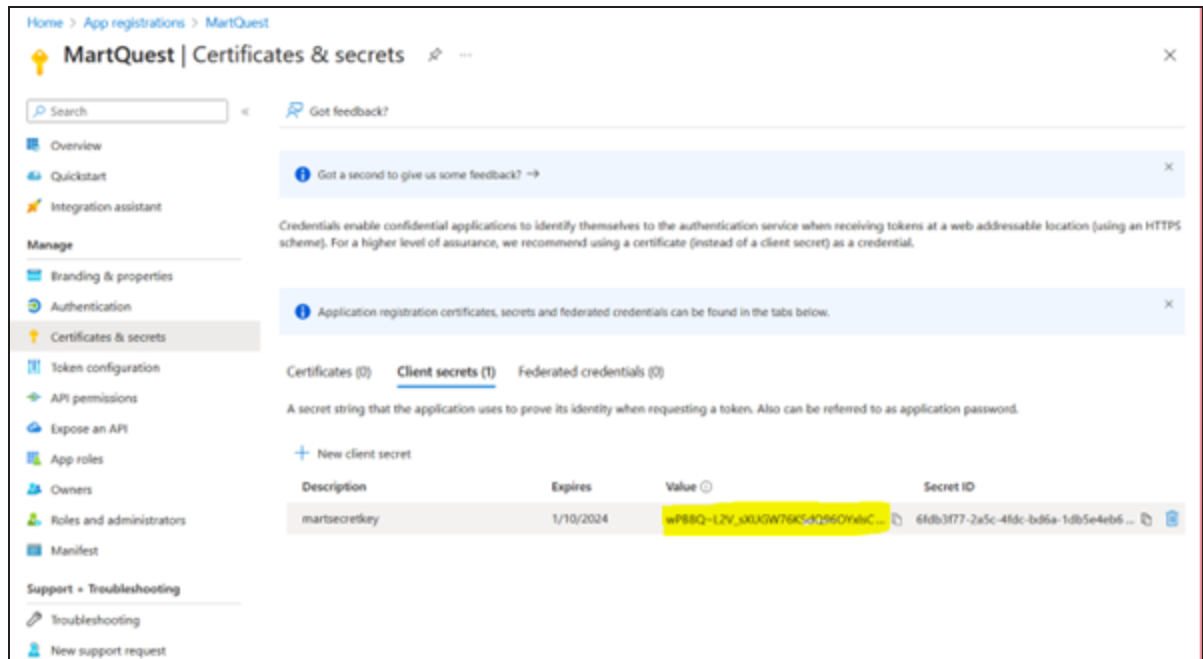 Home > App registrations > MartQuest
MartQuest | Certificates & secrets
Search
Got feedback?
Overview
Quickstart
Integration assistant
Manage
Branding & properties
Authentication
Certificates & secrets
Token configuration
API permissions
Expose an API
App roles
Owners
Roles and administrators
Manifest
Support + Troubleshooting
Troubleshooting
New support request
Got a second to give us some feedback? →
Credentials enable confidential applications to identify themselves to the authentication service when receiving tokens at a web addressable location (using an HTTPS
scheme). For a higher level of assurance, we recommend using a certificate (instead of a client secret) as a credential.
Application registration certificates, secrets and federated credentials can be found in the tabs below.
Certificates (0) Client secrets (1) Federated credentials (0)
A secret string that the application uses to prove its identity when requesting a token. Also can be referred to as application password.
+ New client secret
Description Expires Value Secret ID
martsecretkey 1/10/2024 6fdb3f77-2a5c-4fdc-bd6a-1db5e4eb6 ...